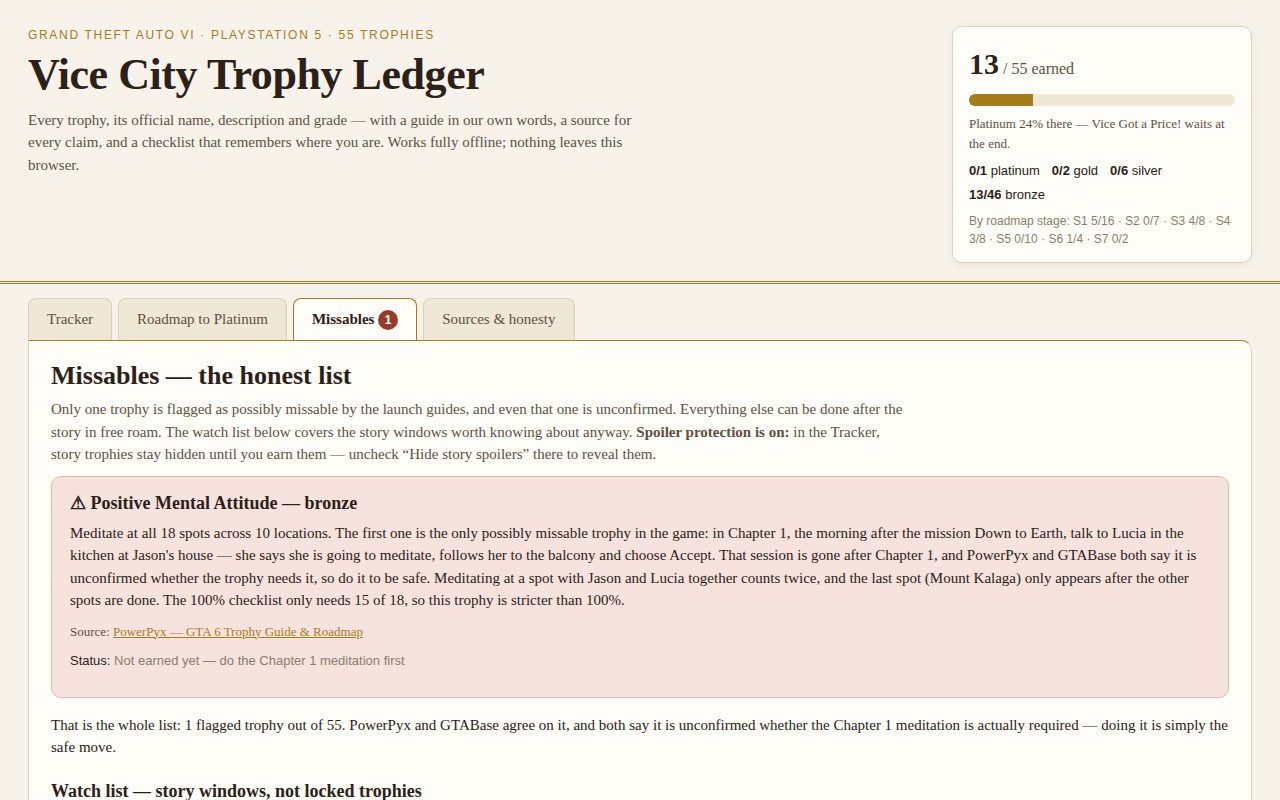 GRAND THEFT AUTO VI · PLAYSTATION 5 · 55 TROPHIES
Vice City Trophy Ledger
Every trophy, its official name, description and grade — with a guide in our own words, a source for
every claim, and a checklist that remembers where you are. Works fully offline; nothing leaves this
browser.
13 / 55 earned
Platinum 24% there — Vice Got a Price! waits at
the end.
0/1 platinum 0/2 gold 0/6 silver
13/46 bronze
By roadmap stage: S1 5/16 · S2 0/7 · S3 4/8 · S4
3/8 · S5 0/10 · S6 1/4 · S7 0/2
Tracker
Roadmap to Platinum
Missables 1
Sources & honesty
Missables — the honest list
Only one trophy is flagged as possibly missable by the launch guides, and even that one is unconfirmed. Everything else can be done after the
story in free roam. The watch list below covers the story windows worth knowing about anyway. Spoiler protection is on: in the Tracker,
story trophies stay hidden until you earn them — uncheck “Hide story spoilers” there to reveal them.
⚠ Positive Mental Attitude — bronze
Meditate at all 18 spots across 10 locations. The first one is the only possibly missable trophy in the game: in Chapter 1, the morning after the mission Down to Earth, talk to Lucia in the
kitchen at Jason's house — she says she is going to meditate, follows her to the balcony and choose Accept. That session is gone after Chapter 1, and PowerPyx and GTABase both say it is
unconfirmed whether the trophy needs it, so do it to be safe. Meditating at a spot with Jason and Lucia together counts twice, and the last spot (Mount Kalaga) only appears after the other
spots are done. The 100% checklist only needs 15 of 18, so this trophy is stricter than 100%.
Source: PowerPyx — GTA 6 Trophy Guide & Roadmap
Status: Not earned yet — do the Chapter 1 meditation first
That is the whole list: 1 flagged trophy out of 55. PowerPyx and GTABase agree on it, and both say it is unconfirmed whether the Chapter 1 meditation is actually required — doing it is simply the
safe move.
Watch list — story windows, not locked trophies